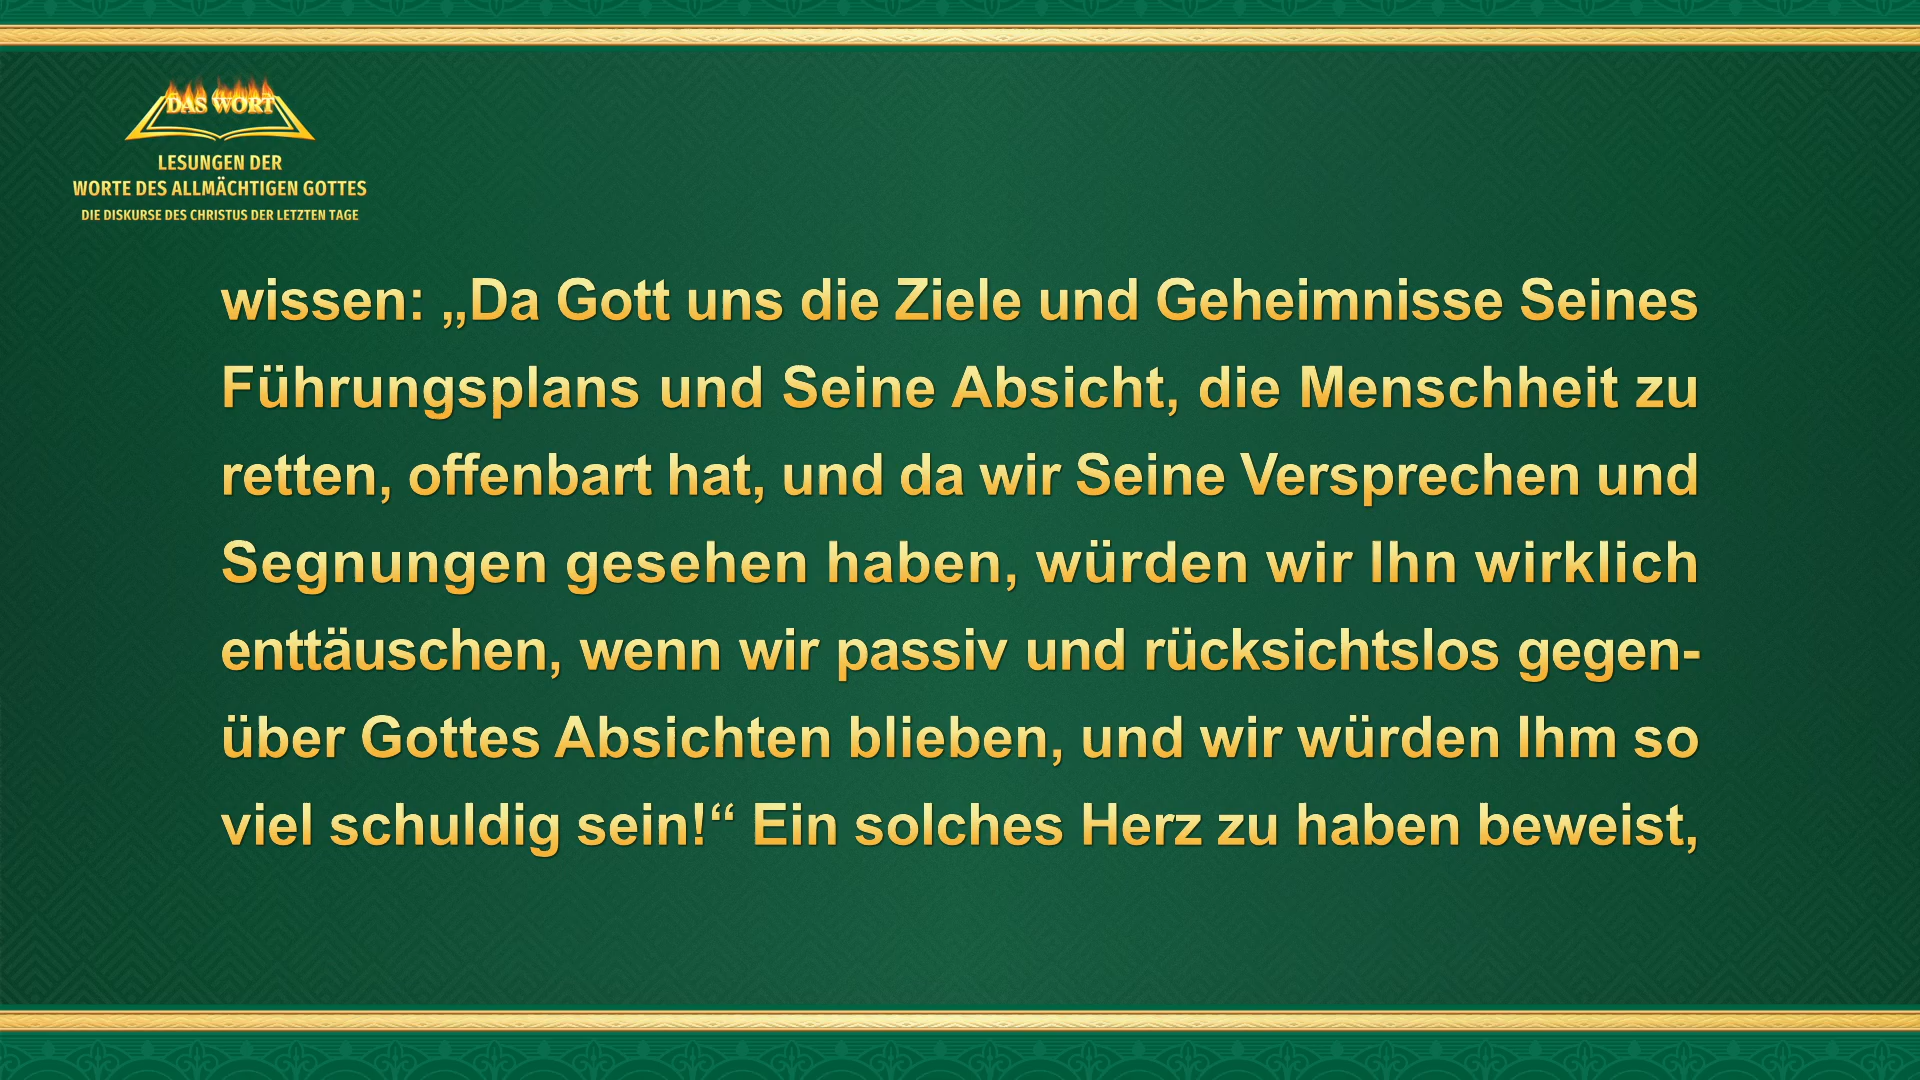 DAS WORT
LESUNGEN DER
WORTE DES ALLMÄCHTIGEN GOTTES
DIE DISKURSE DES CHRISTUS DER LETZTEN TAGE
wissen: „Da Gott uns die Ziele und Geheimnisse Seines
Führungsplans und Seine Absicht, die Menschheit zu
retten, offenbart hat, und da wir Seine Versprechen und
Segnungen gesehen haben, würden wir Ihn wirklich
enttäuschen, wenn wir passiv und rücksichtslos gegen-
über Gottes Absichten blieben, und wir würden Ihm so
viel schuldig sein!“ Ein solches Herz zu haben beweist,